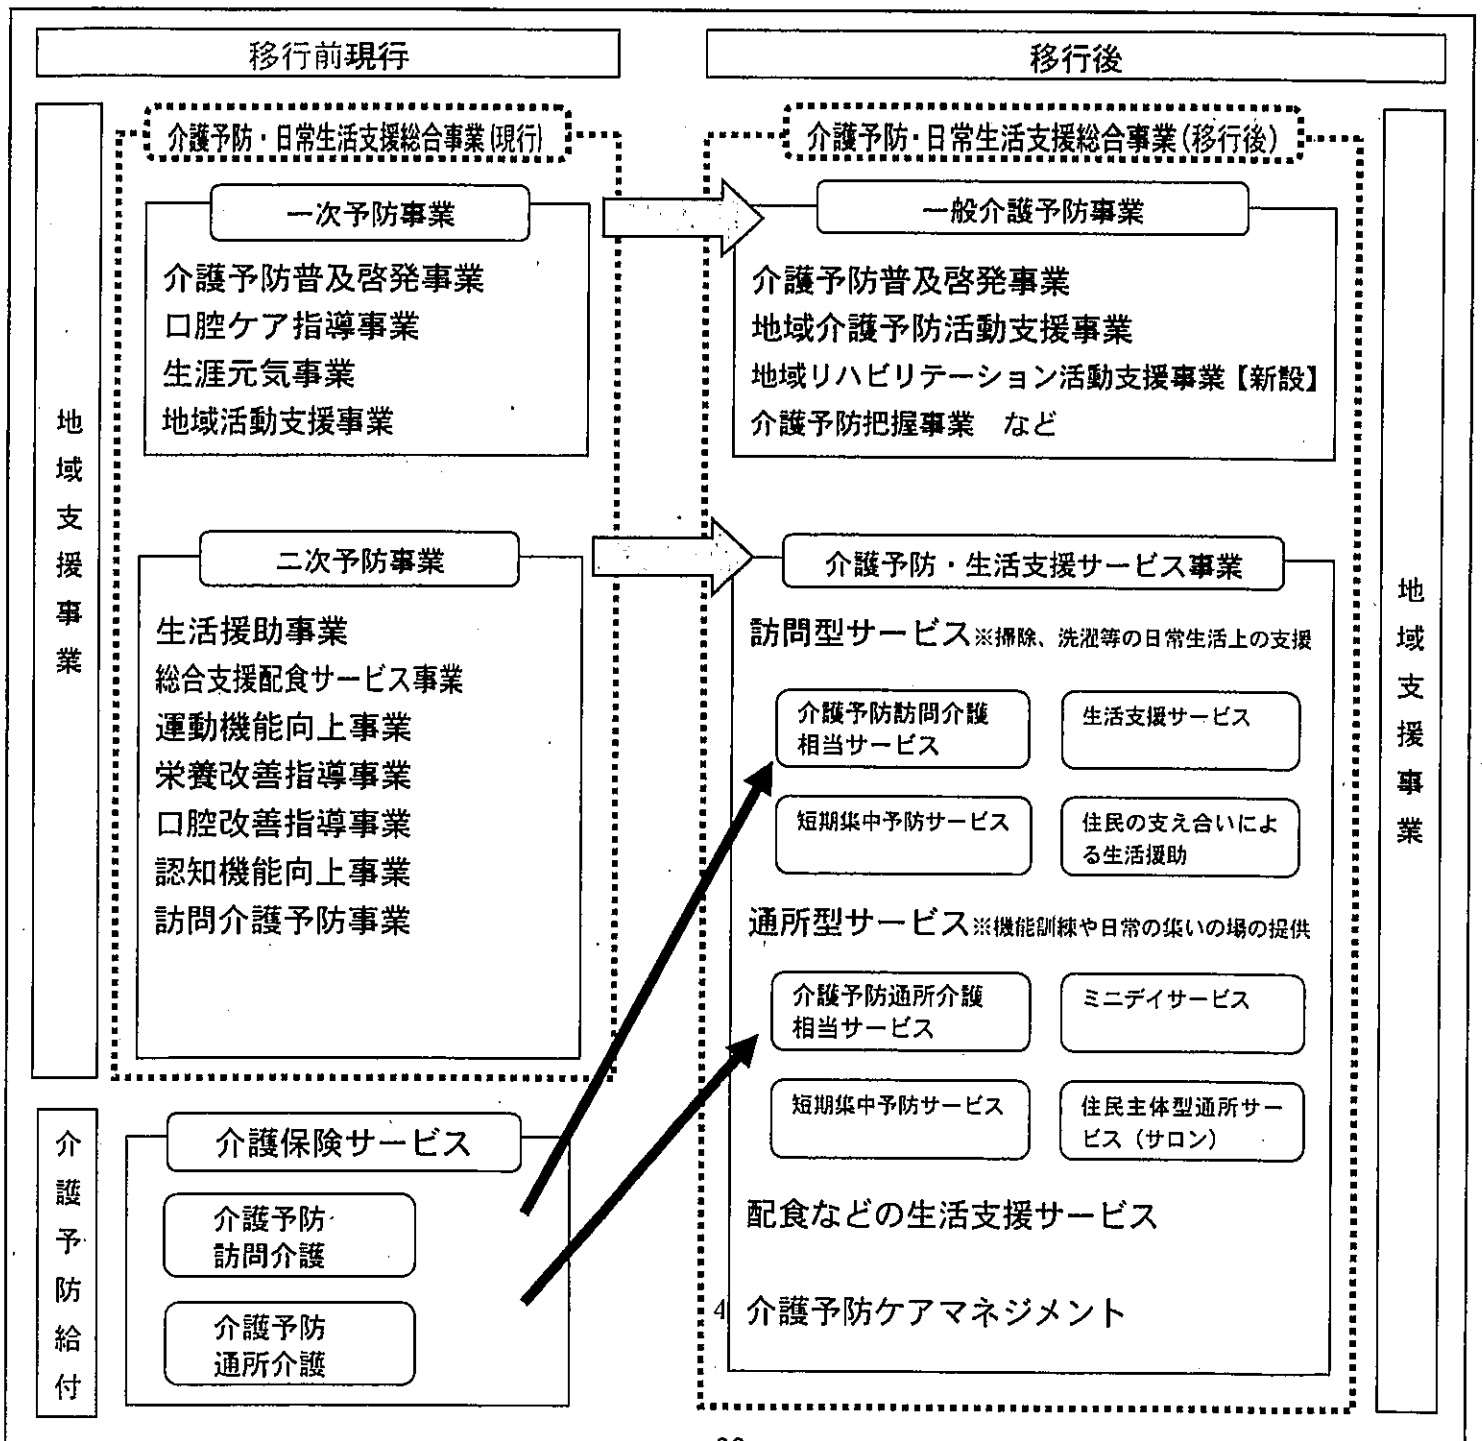 移行前現行
移行後
地域支援事業
介護予防・日常生活支援総合事業(現行)
一次予防事業
介護予防普及啓発事業
口腔ケア指導事業
生涯元気事業
地域活動支援事業
二次予防事業
生活援助事業
総合支援配食サービス事業
運動機能向上事業
栄養改善指導事業
口腔改善指導事業
認知機能向上事業
訪問介護予防事業
介護予防給付
介護保険サービス
介護予防
訪問介護
介護予防
通所介護
介護予防・日常生活支援総合事業(移行後)
一般介護予防事業
介護予防普及啓発事業
地域介護予防活動支援事業
地域リハビリテーション活動支援事業【新設】
介護予防把握事業 など
介護予防・生活支援サービス事業
訪問型サービス※掃除、洗濯等の日常生活上の支援
介護予防訪問介護
相当サービス
生活支援サービス
短期集中予防サービス
住民の支え合いによ
る生活援助
通所型サービス※機能訓練や日常の集いの場の提供
介護予防通所介護
相当サービス
ミニデイサービス
短期集中予防サービス
住民主体型通所サー
ビス(サロン)
配食などの生活支援サービス
4 介護予防ケアマネジメント
地域支援事業